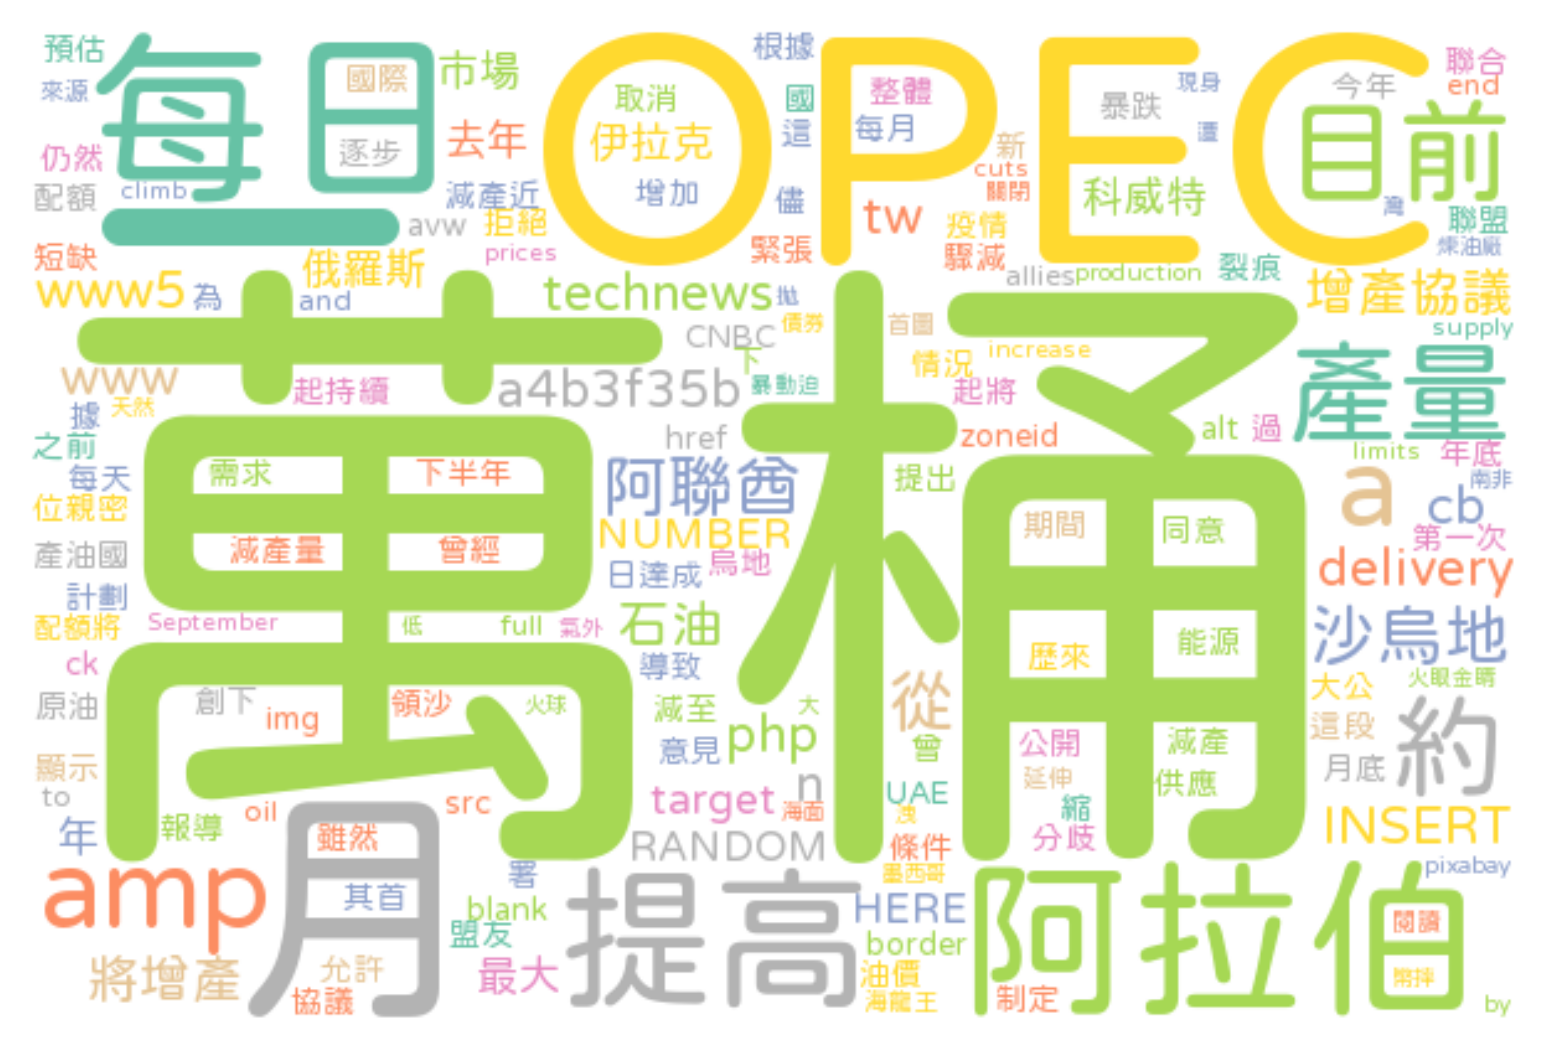 預估
每日
國際
市場
OPEC
根據
聯合
來源
取消
國
整體
暴跌
現身
今年
end
目前
逐步
去年
伊拉克
這
每月
新
遭
仍然
配額
climb
減產近
增加
儘
tw
cuts
關閉
科威特
灣
聯盟
avw
拒絕
疫情
煉油廠
短缺
俄羅斯
prices
緊張
驟減
allies
production
裂痕
增產協議
www5
為
and
technews
拋
supply
萬桶
CNBC
債券
首圖
下
情況
increase
產量
www
起持續
a4b3f35b
暴動迫
起將
據
天然
href
zoneid
alt
過
之前
limits
年底
每天
需求
下半年
阿聯酋
提出
a
南非
位親密
NUMBER
期間
同意
cb
第一次
產油國
減產量
曾經
日達成
烏地
delivery
計劃
配額將
September
低
full
氣外
石油
沙烏地
ck
導致
歷來
能源
火眼金睛
原油
創下
img
領沙
火球
減至
大
從
大公
php
這段
約
意見
曾
公開
減產
顯示
n
延伸
供應
月底
to
oil
src
target
海面
UAE
洩
縮
年
報導
月
雖然
RANDOM
條件
分歧
INSERT
amp
署
墨西哥
pixabay
其首
blank
提高
HERE
阿拉伯
閱讀
盟友
border
將增產
允許
最大
油價
幣摔
協議
海龍王
制定
by